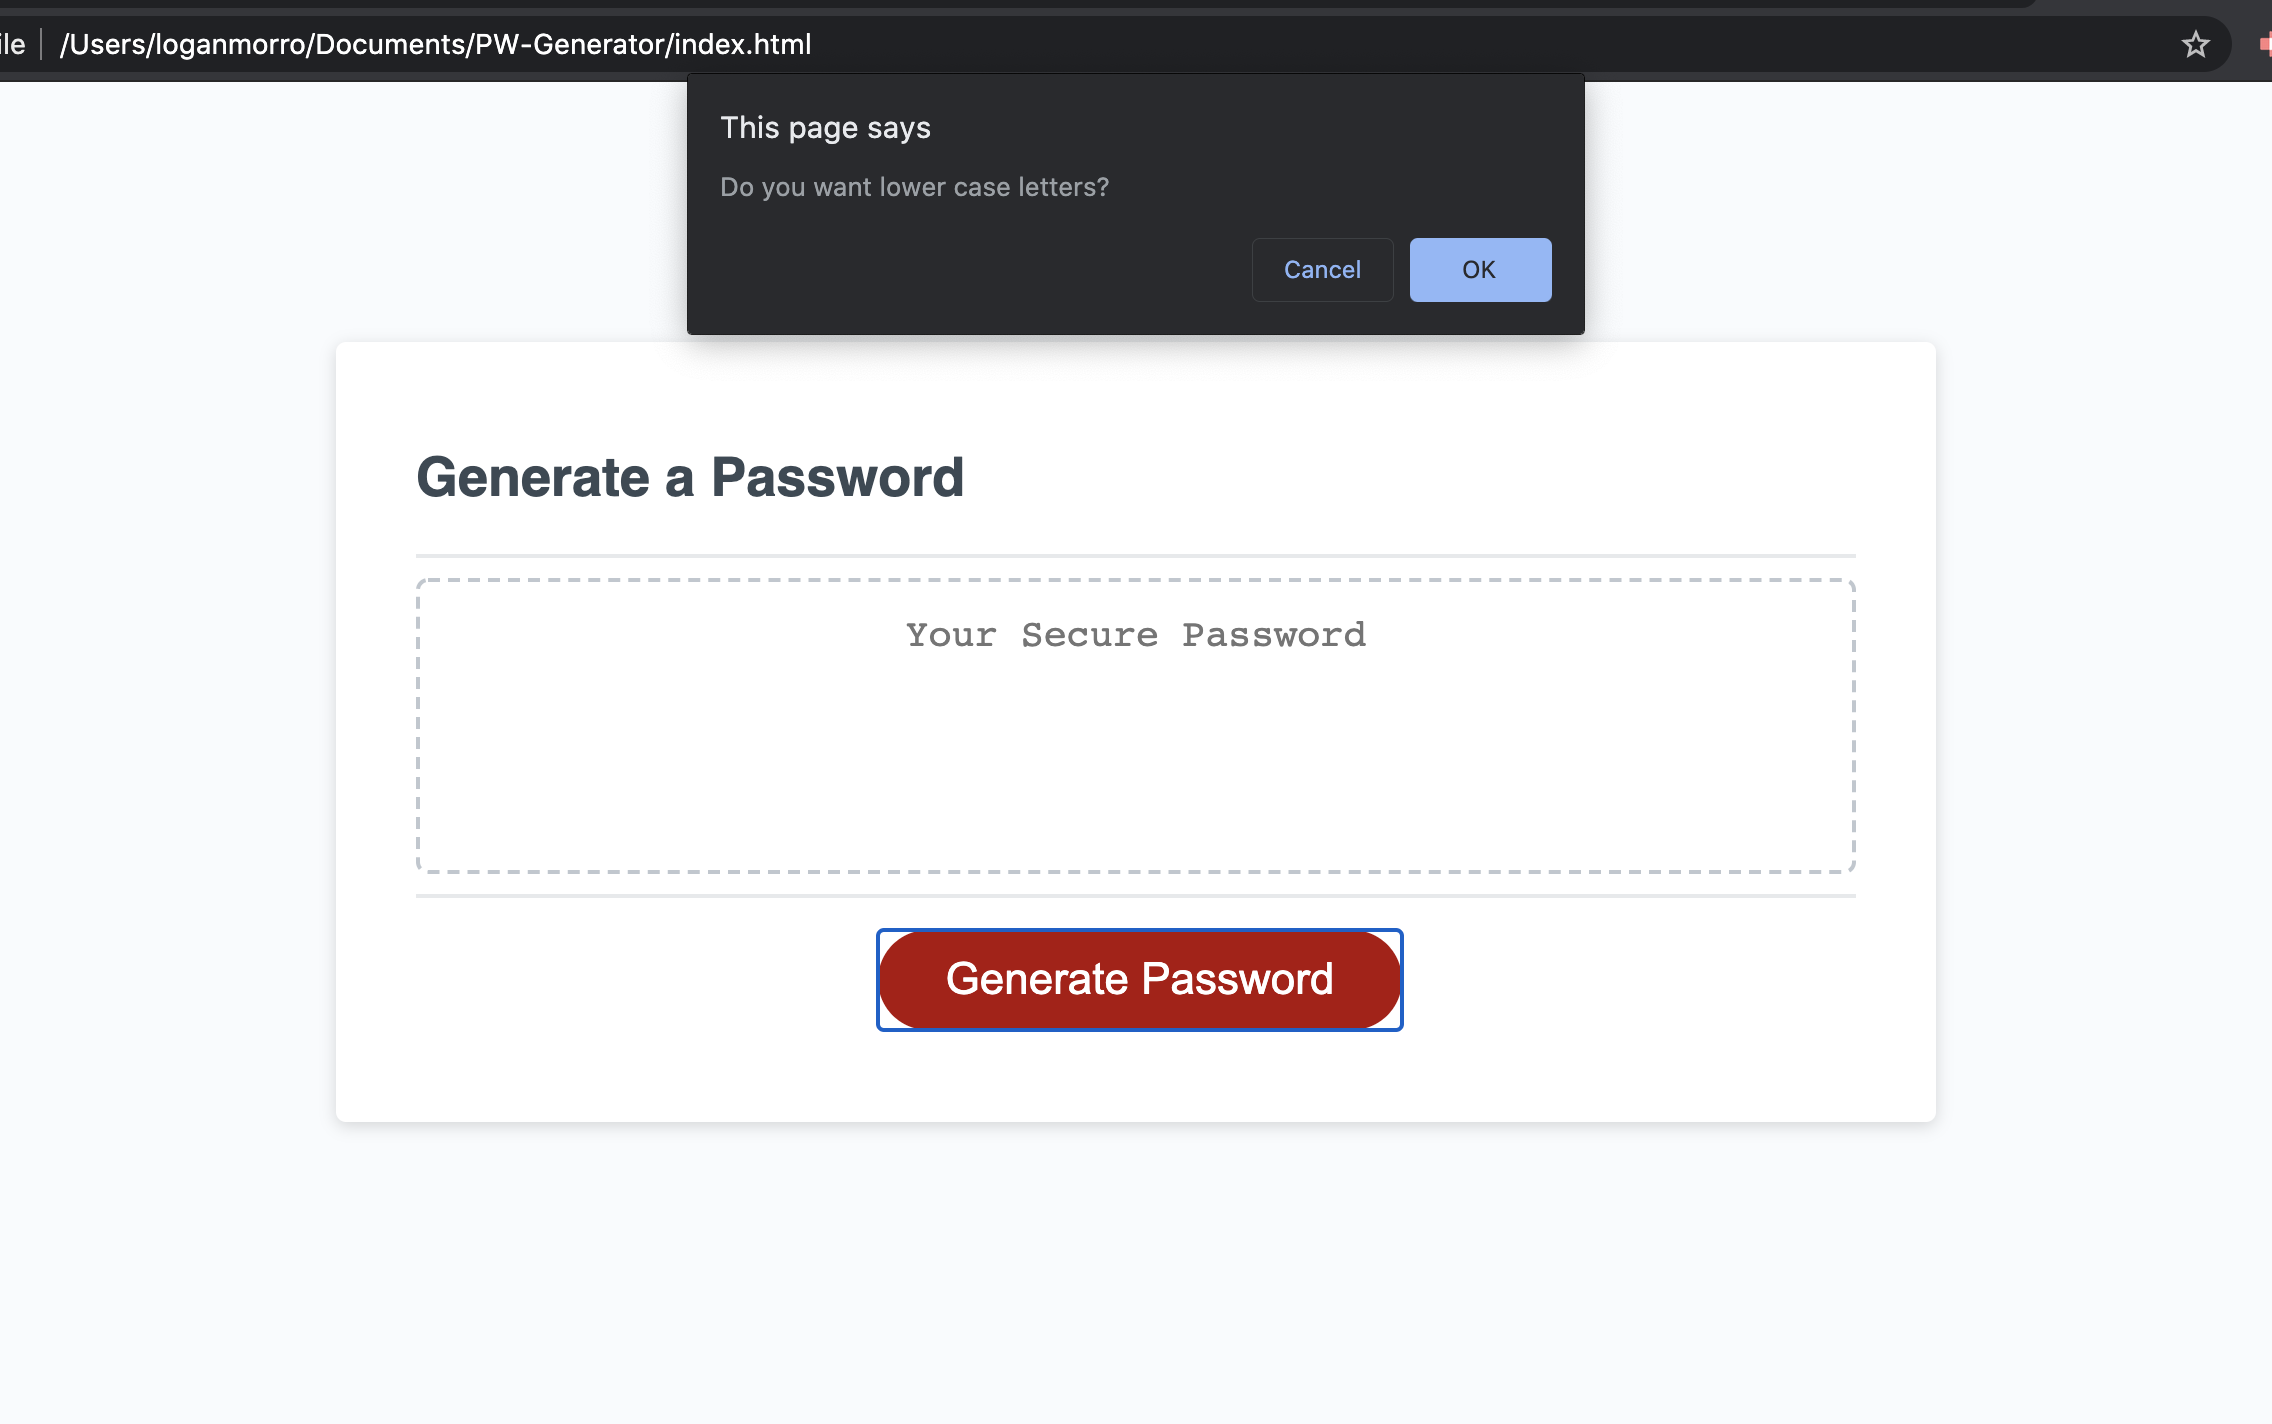 ile /Users/loganmorro/Documents/PW-Generator/index.html
This page says
Do you want lower case letters?
Cancel OK
Generate a Password
Your Secure Password
Generate Password